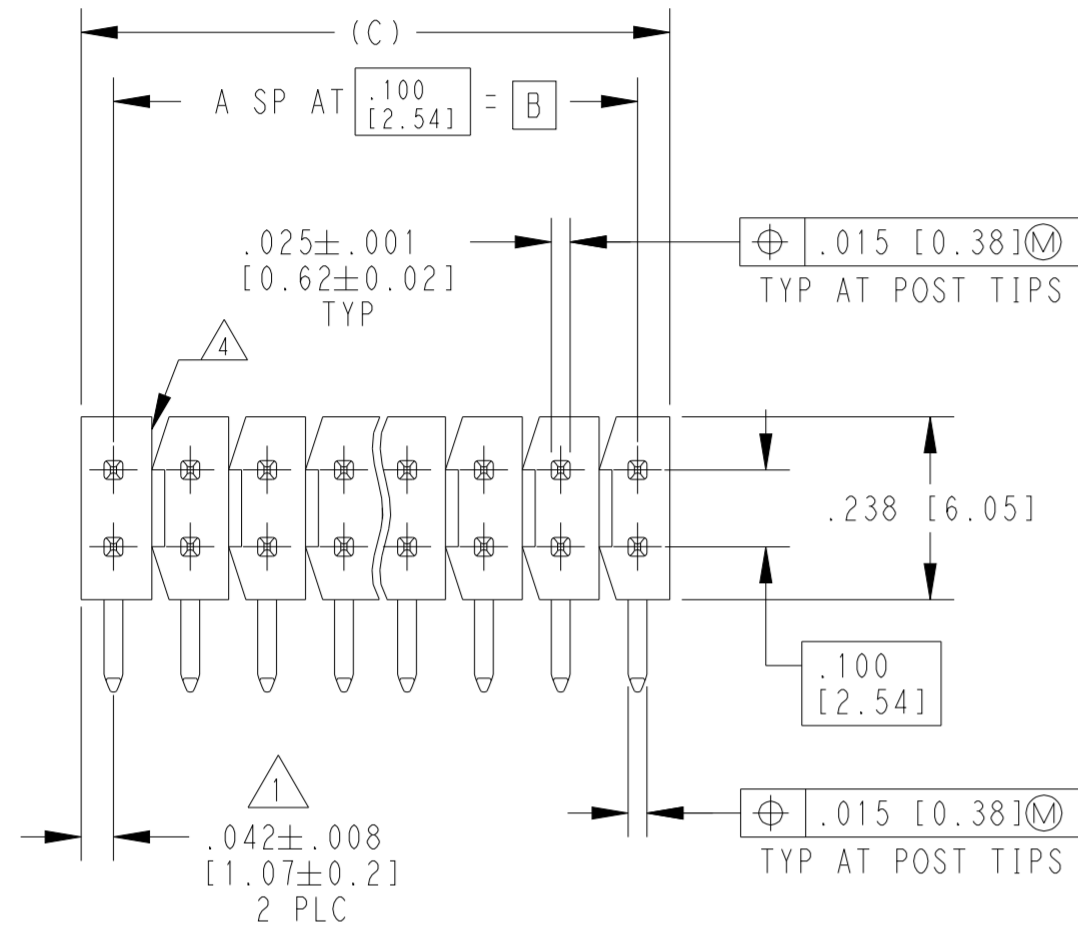 (C)
A SP AT .100 [2.54] = B
.025±.001
[0.62±0.02]
TYP
⌖ .015 [0.38]Ⓜ
TYP AT POST TIPS
4
.238 [6.05]
.100
[2.54]
1
.042±.008
[1.07±0.2]
2 PLC
⌖ .015 [0.38]Ⓜ
TYP AT POST TIPS